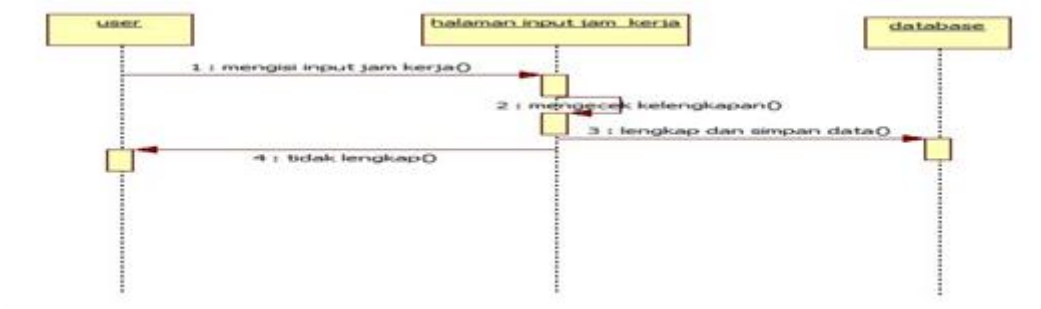 user
halaman input jam kerja
database
1 : mengisi input jam kerja()
2 : mengecek kelengkapan()
3 : lengkap dan simpan data()
4 : tidak lengkap()